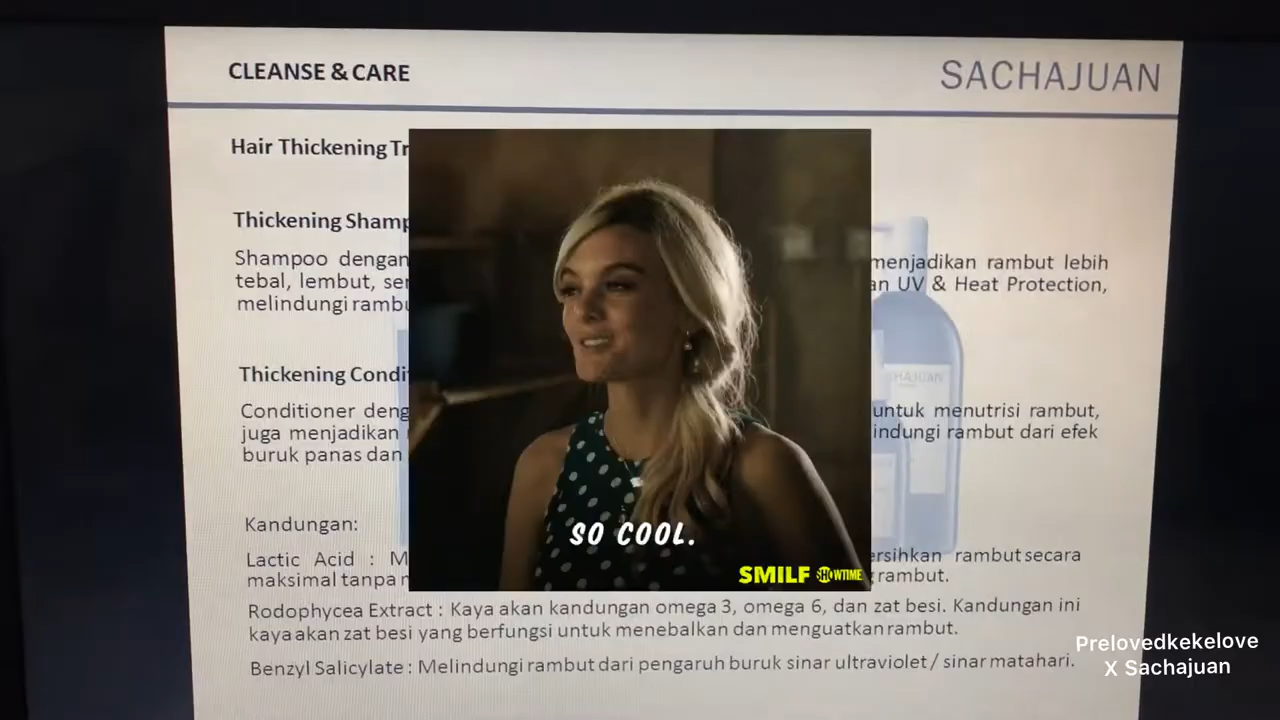 CLEANSE & CARE
SACHAJUAN
Hair Thickening Tr
Thickening Shamp
Shampoo dengan menjadikan rambut lebih
tebal, lembut, ser an UV & Heat Protection,
melindungi rambu
Thickening Condi
Conditioner deng untuk menutrisi rambut,
juga menjadikan indungi rambut dari efek
buruk panas dan
SACHAJUAN
Kandungan:
Lactic Acid : M ersihkan rambut secara
maksimal tanpa rambut.
Rodophycea Extract : Kaya akan kandungan omega 3, omega 6, dan zat besi. Kandungan ini
kaya akan zat besi yang berfungsi untuk menebalkan dan menguatkan rambut.
Benzyl Salicylate : Melindungi rambut dari pengaruh buruk sinar ultraviolet / sinar matahari.
SO COOL.
SMILF SHOWTIME
Prelovedkekelove
X Sachajuan